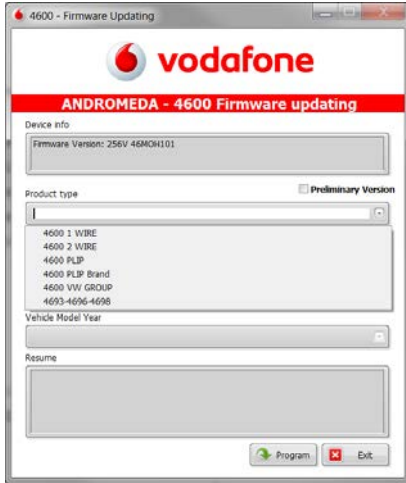 4600 - Firmware Updating
vodafone
ANDROMEDA - 4600 Firmware updating
Device info
Firmware Version: 256V 46MOH101
Product type
Preliminary Version
4600 1 WIRE
4600 2 WIRE
4600 PLIP
4600 PLIP Brand
4600 VW GROUP
4693-4696-4698
Vehicle Model Year
Resume
Program
Exit